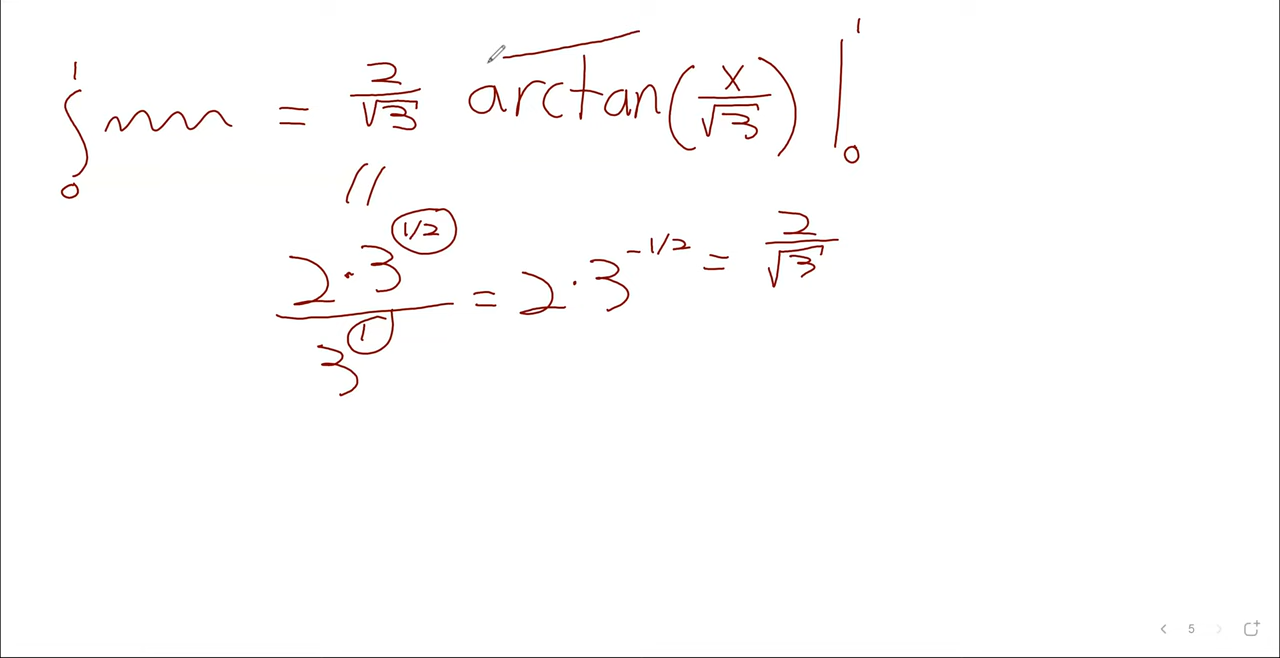 ∫₀¹ ~~~ = 2/√3 arctan(x/√3) |₀¹
//
2·3^(1/2) / 3^1 = 2·3^(-1/2) = 2/√3
5